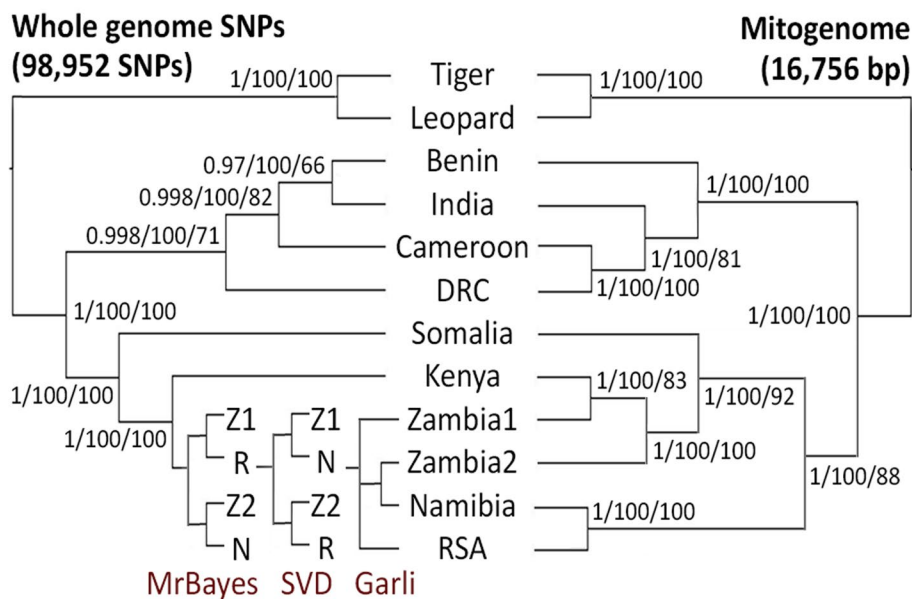 Whole genome SNPs
(98,952 SNPs)
Mitogenome
(16,756 bp)
1/100/100
Tiger
1/100/100
Leopard
0.97/100/66
Benin
1/100/100
0.998/100/82
India
0.998/100/71
Cameroon
1/100/81
DRC
1/100/100
1/100/100
Somalia
1/100/100
1/100/100
Kenya
1/100/83
1/100/92
1/100/100
Z1
Z1
Zambia1
1/100/100
R
N
Zambia2
1/100/88
Z2
Z2
Namibia
1/100/100
N
R
RSA
MrBayes
SVD
Garli